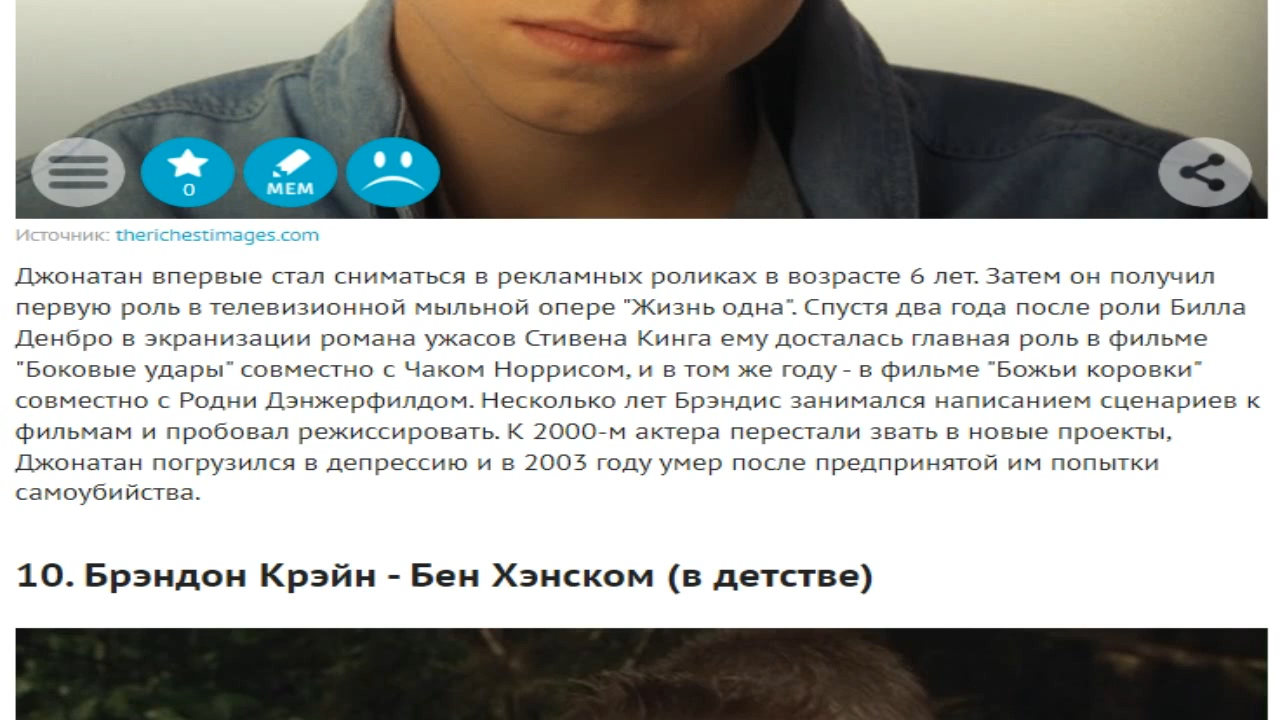 0
МЕМ
Источник: therichestimages.com
Джонатан впервые стал сниматься в рекламных роликах в возрасте 6 лет. Затем он получил
первую роль в телевизионной мыльной опере "Жизнь одна". Спустя два года после роли Билла
Денбро в экранизации романа ужасов Стивена Кинга ему досталась главная роль в фильме
"Боковые удары" совместно с Чаком Норрисом, и в том же году - в фильме "Божьи коровки"
совместно с Родни Дэнжерфилдом. Несколько лет Брэндис занимался написанием сценариев к
фильмам и пробовал режиссировать. К 2000-м актера перестали звать в новые проекты,
Джонатан погрузился в депрессию и в 2003 году умер после предпринятой им попытки
самоубийства.
10. Брэндон Крэйн - Бен Хэнском (в детстве)